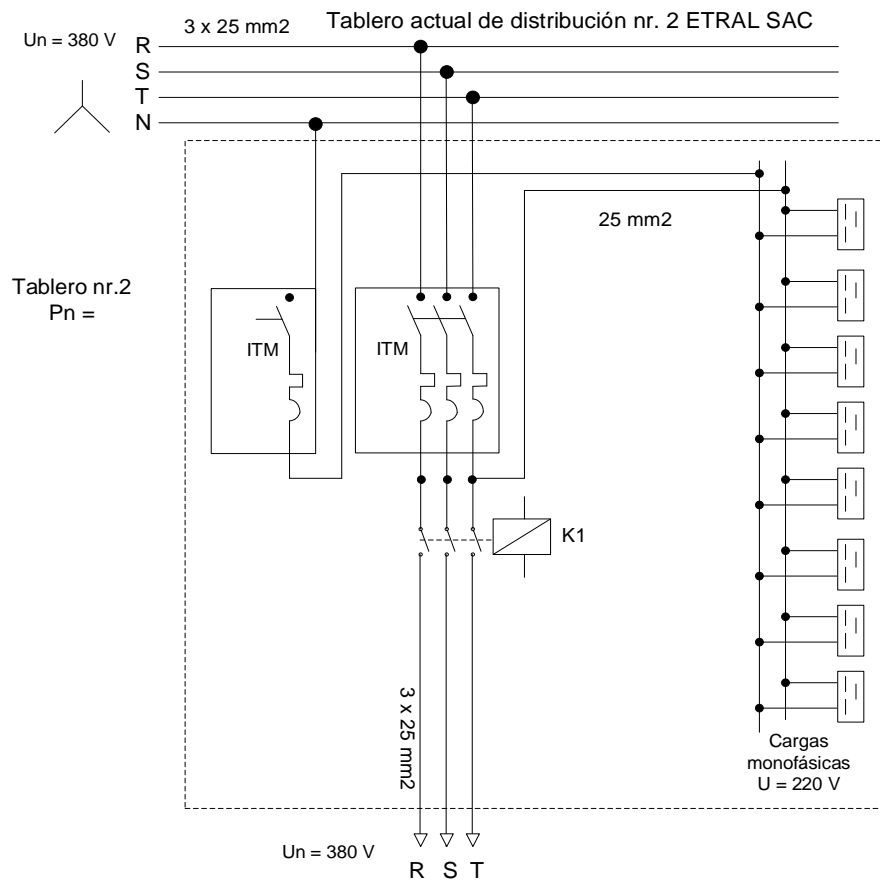 Tablero actual de distribución nr. 2 ETRAL SAC
3 x 25 mm2
Un = 380 V
R
S
T
N
25 mm2
Tablero nr.2
Pn =
ITM
ITM
K1
3 x 25 mm2
Cargas
monofásicas
U = 220 V
Un = 380 V
R S T